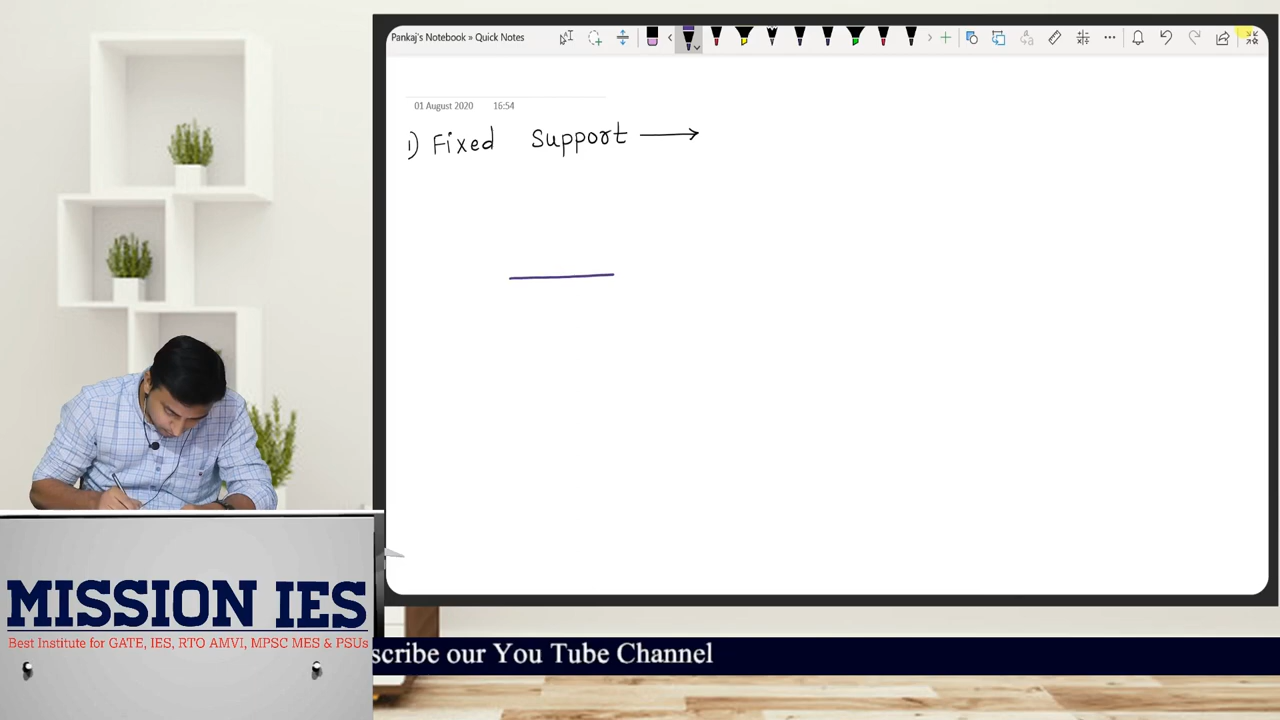 Pankaj's Notebook » Quick Notes
01 August 2020 16:54
1) Fixed Support →
MISSION IES
Best Institute for GATE, IES, RTO AMVI, MPSC MES & PSUs
scribe our You Tube Channel